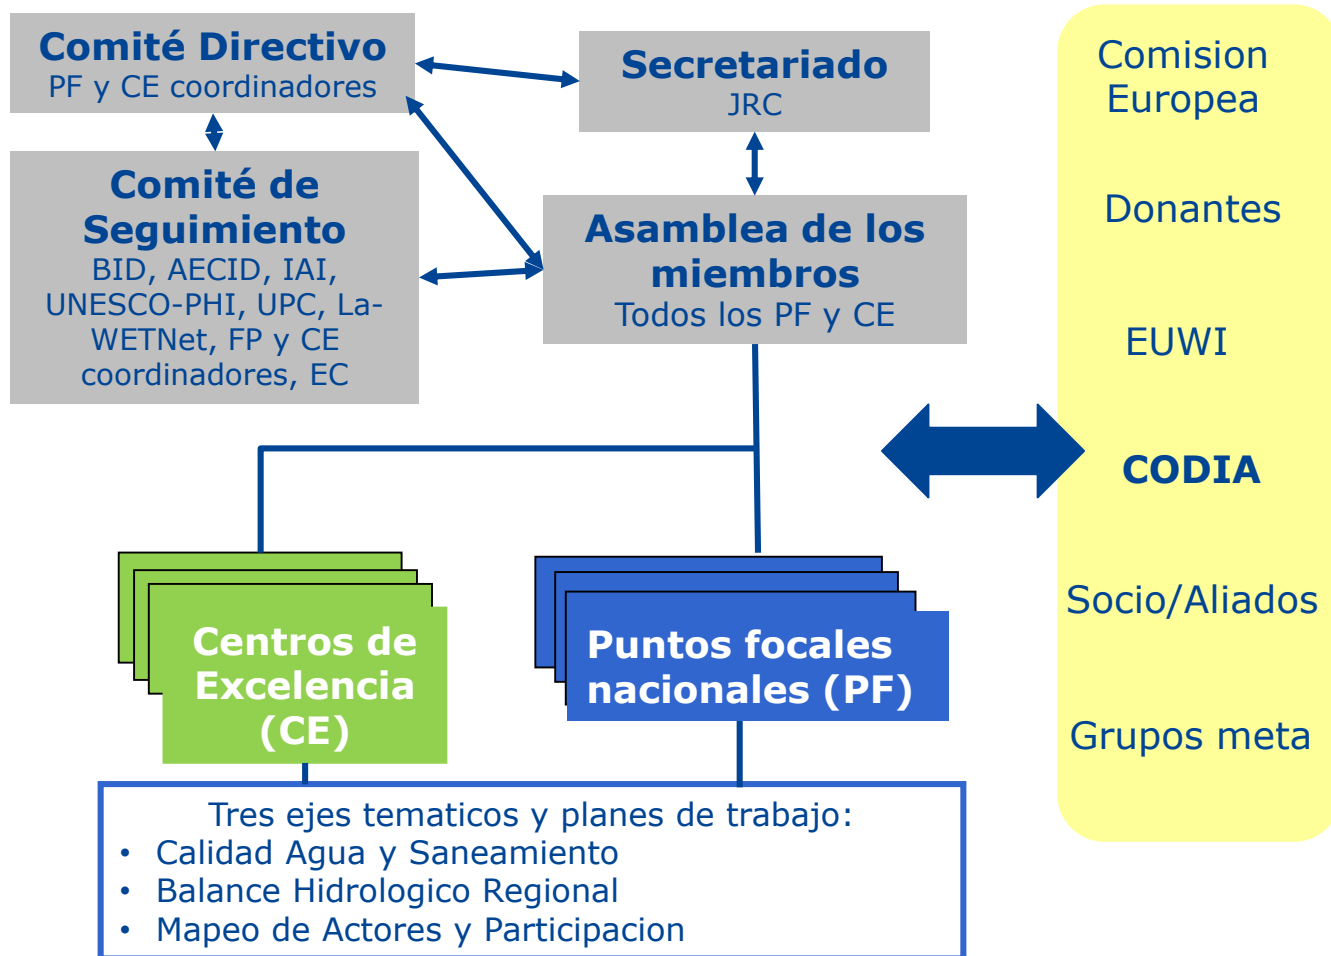 Comité Directivo
PF y CE coordinadores
Secretariado
JRC
Comité de
Seguimiento
BID, AECID, IAI,
UNESCO-PHI, UPC, La-
WETNet, FP y CE
coordinadores, EC
Asamblea de los
miembros
Todos los PF y CE
Centros de
Excelencia
(CE)
Puntos focales
nacionales (PF)
Tres ejes tematicos y planes de trabajo:
• Calidad Agua y Saneamiento
• Balance Hidrologico Regional
• Mapeo de Actores y Participacion
Comision
Europea
Donantes
EUWI
CODIA
Socio/Aliados
Grupos meta